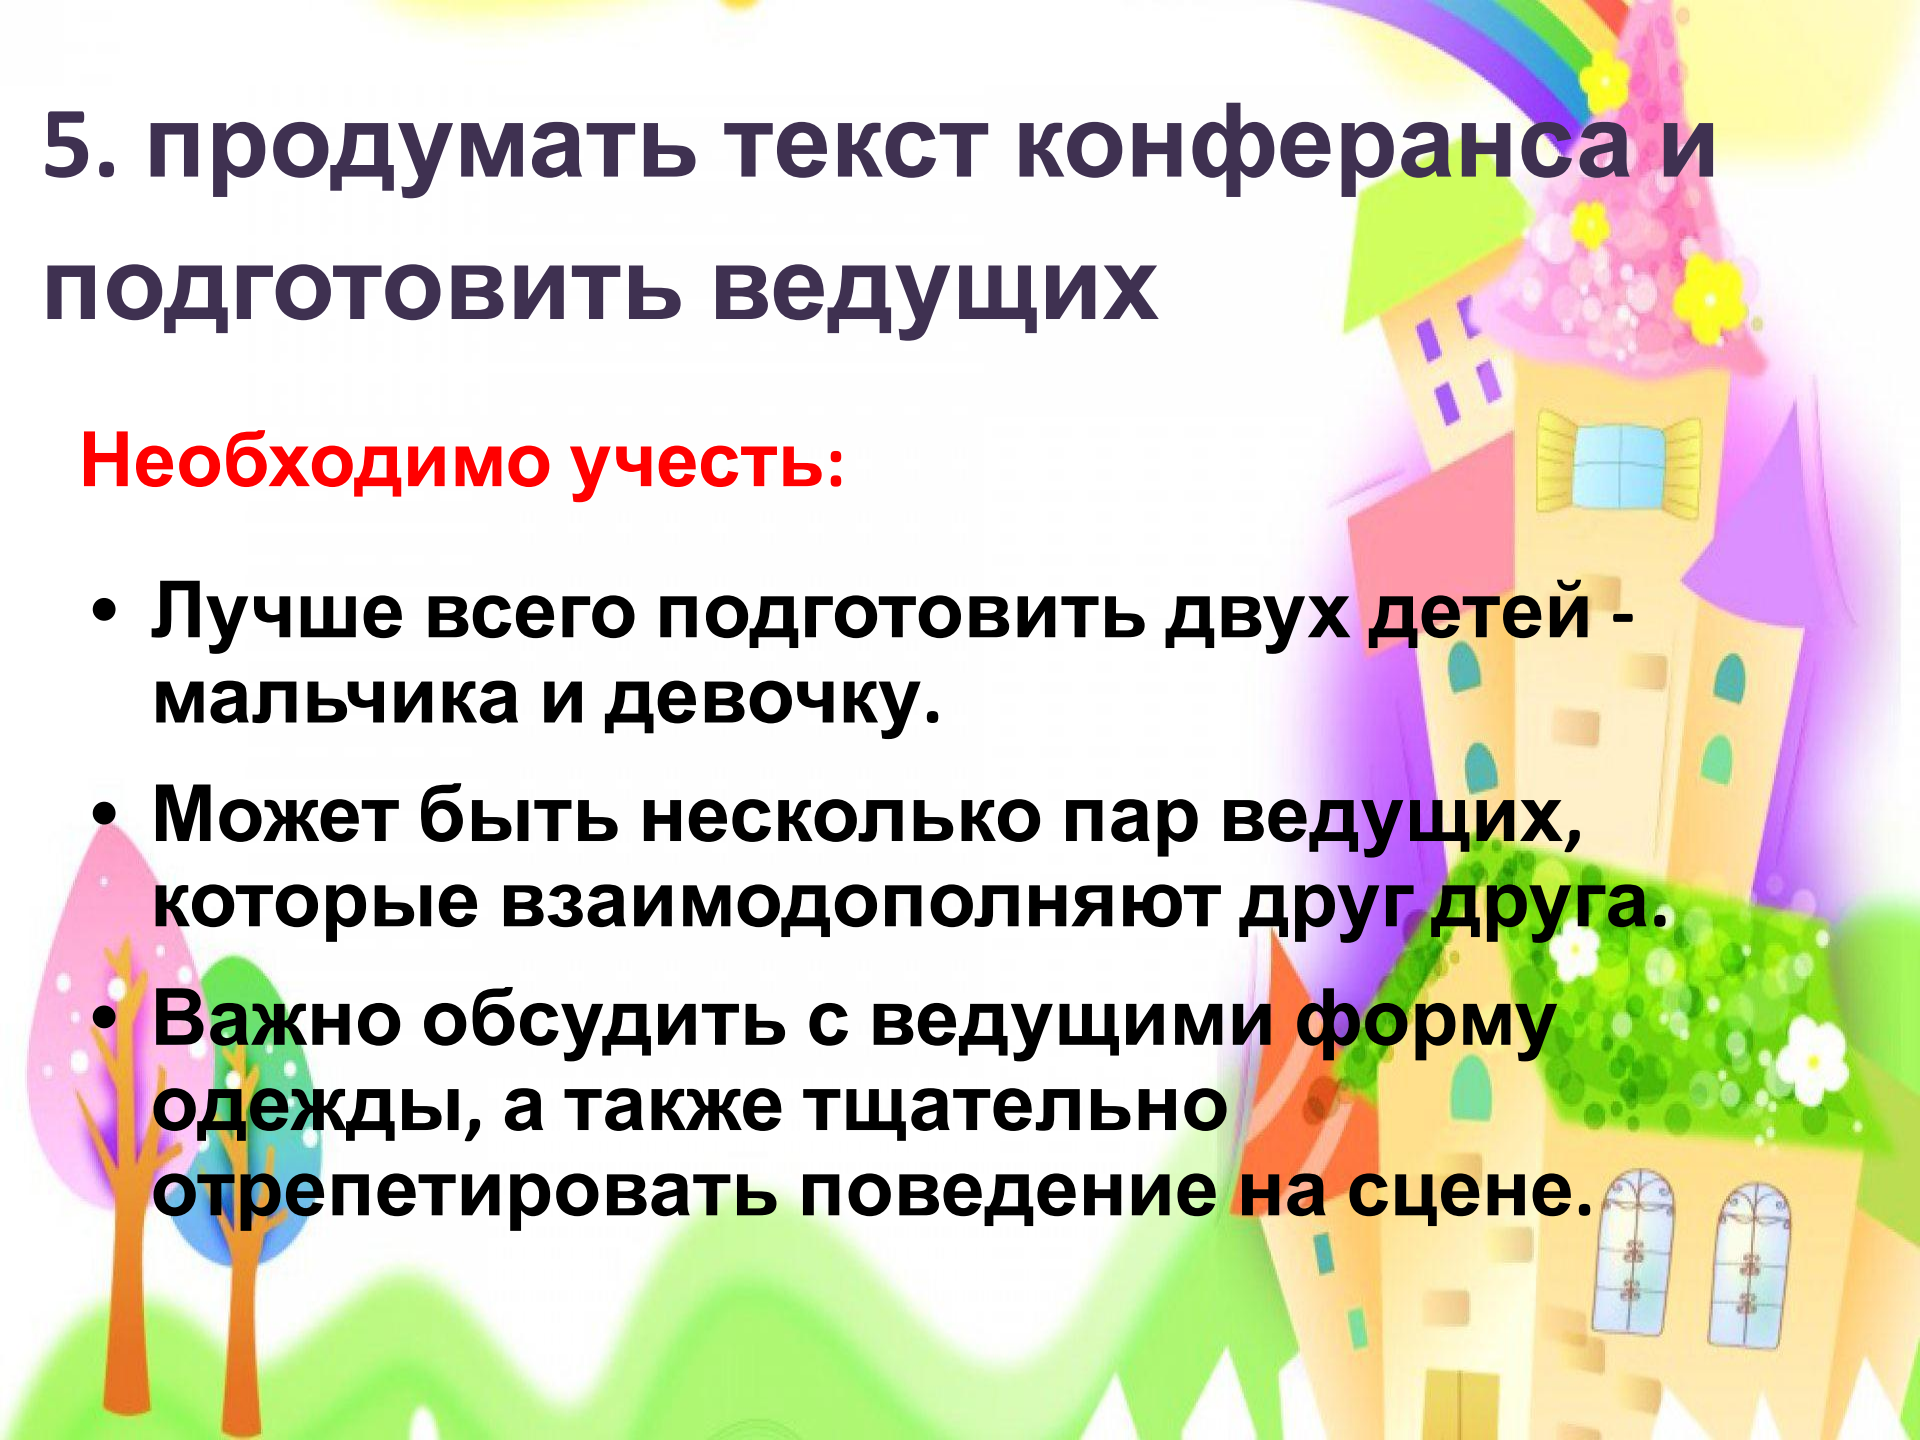 5. продумать текст конферанса и
подготовить ведущих
Необходимо учесть:
• Лучше всего подготовить двух детей -
мальчика и девочку.
• Может быть несколько пар ведущих,
которые взаимодополняют друг друга.
• Важно обсудить с ведущими форму
одежды, а также тщательно
отрепетировать поведение на сцене.